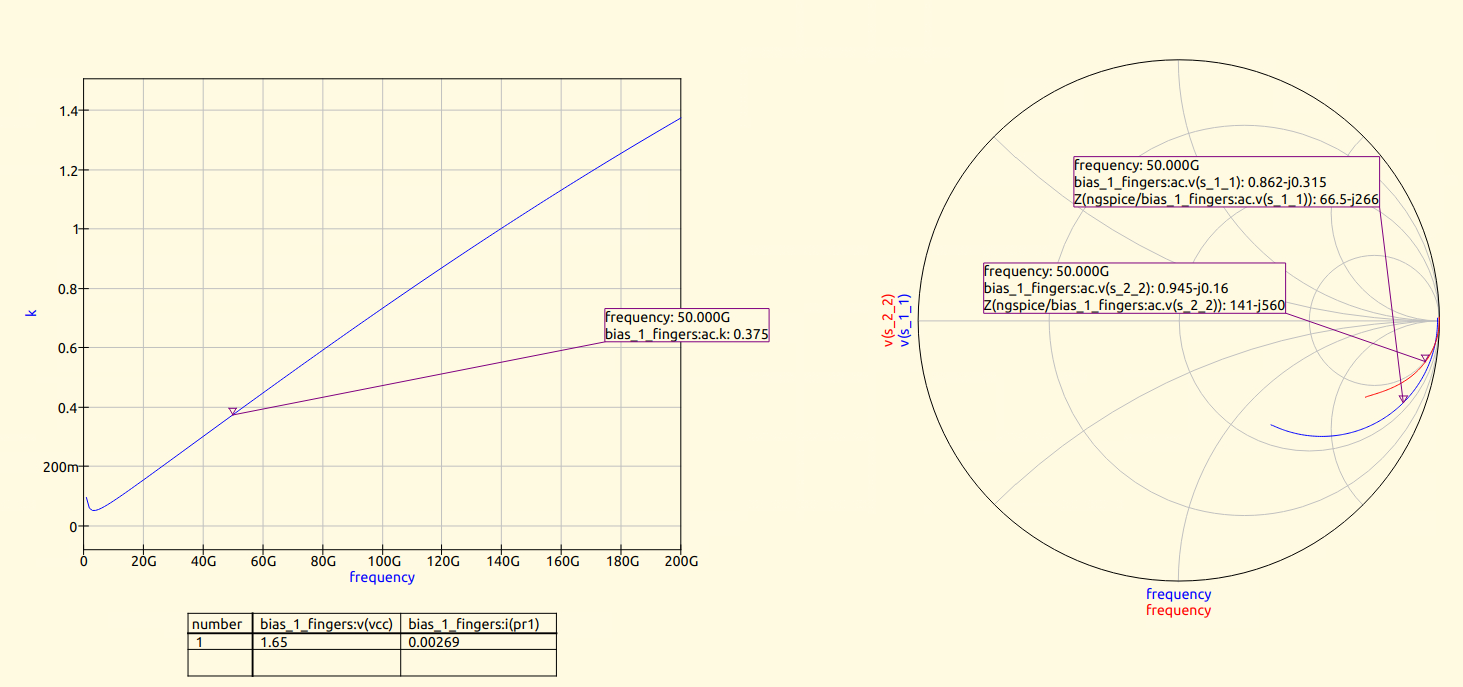 1.4
1.2
1
0.8
0.6
0.4
200m
0
k
0 20G 40G 60G 80G 100G 120G 140G 160G 180G 200G
frequency
frequency: 50.000G
bias_1_fingers:ac.k: 0.375
number bias_1_fingers:v(vcc) bias_1_fingers:i(pr1)
1 1.65 0.00269
frequency: 50.000G
bias_1_fingers:ac.v(s_1_1): 0.862-j0.315
Z(ngspice/bias_1_fingers:ac.v(s_1_1)): 66.5-j266
frequency: 50.000G
bias_1_fingers:ac.v(s_2_2): 0.945-j0.16
Z(ngspice/bias_1_fingers:ac.v(s_2_2)): 141-j560
v(s_2_2)
v(s_1_1)
frequency
frequency